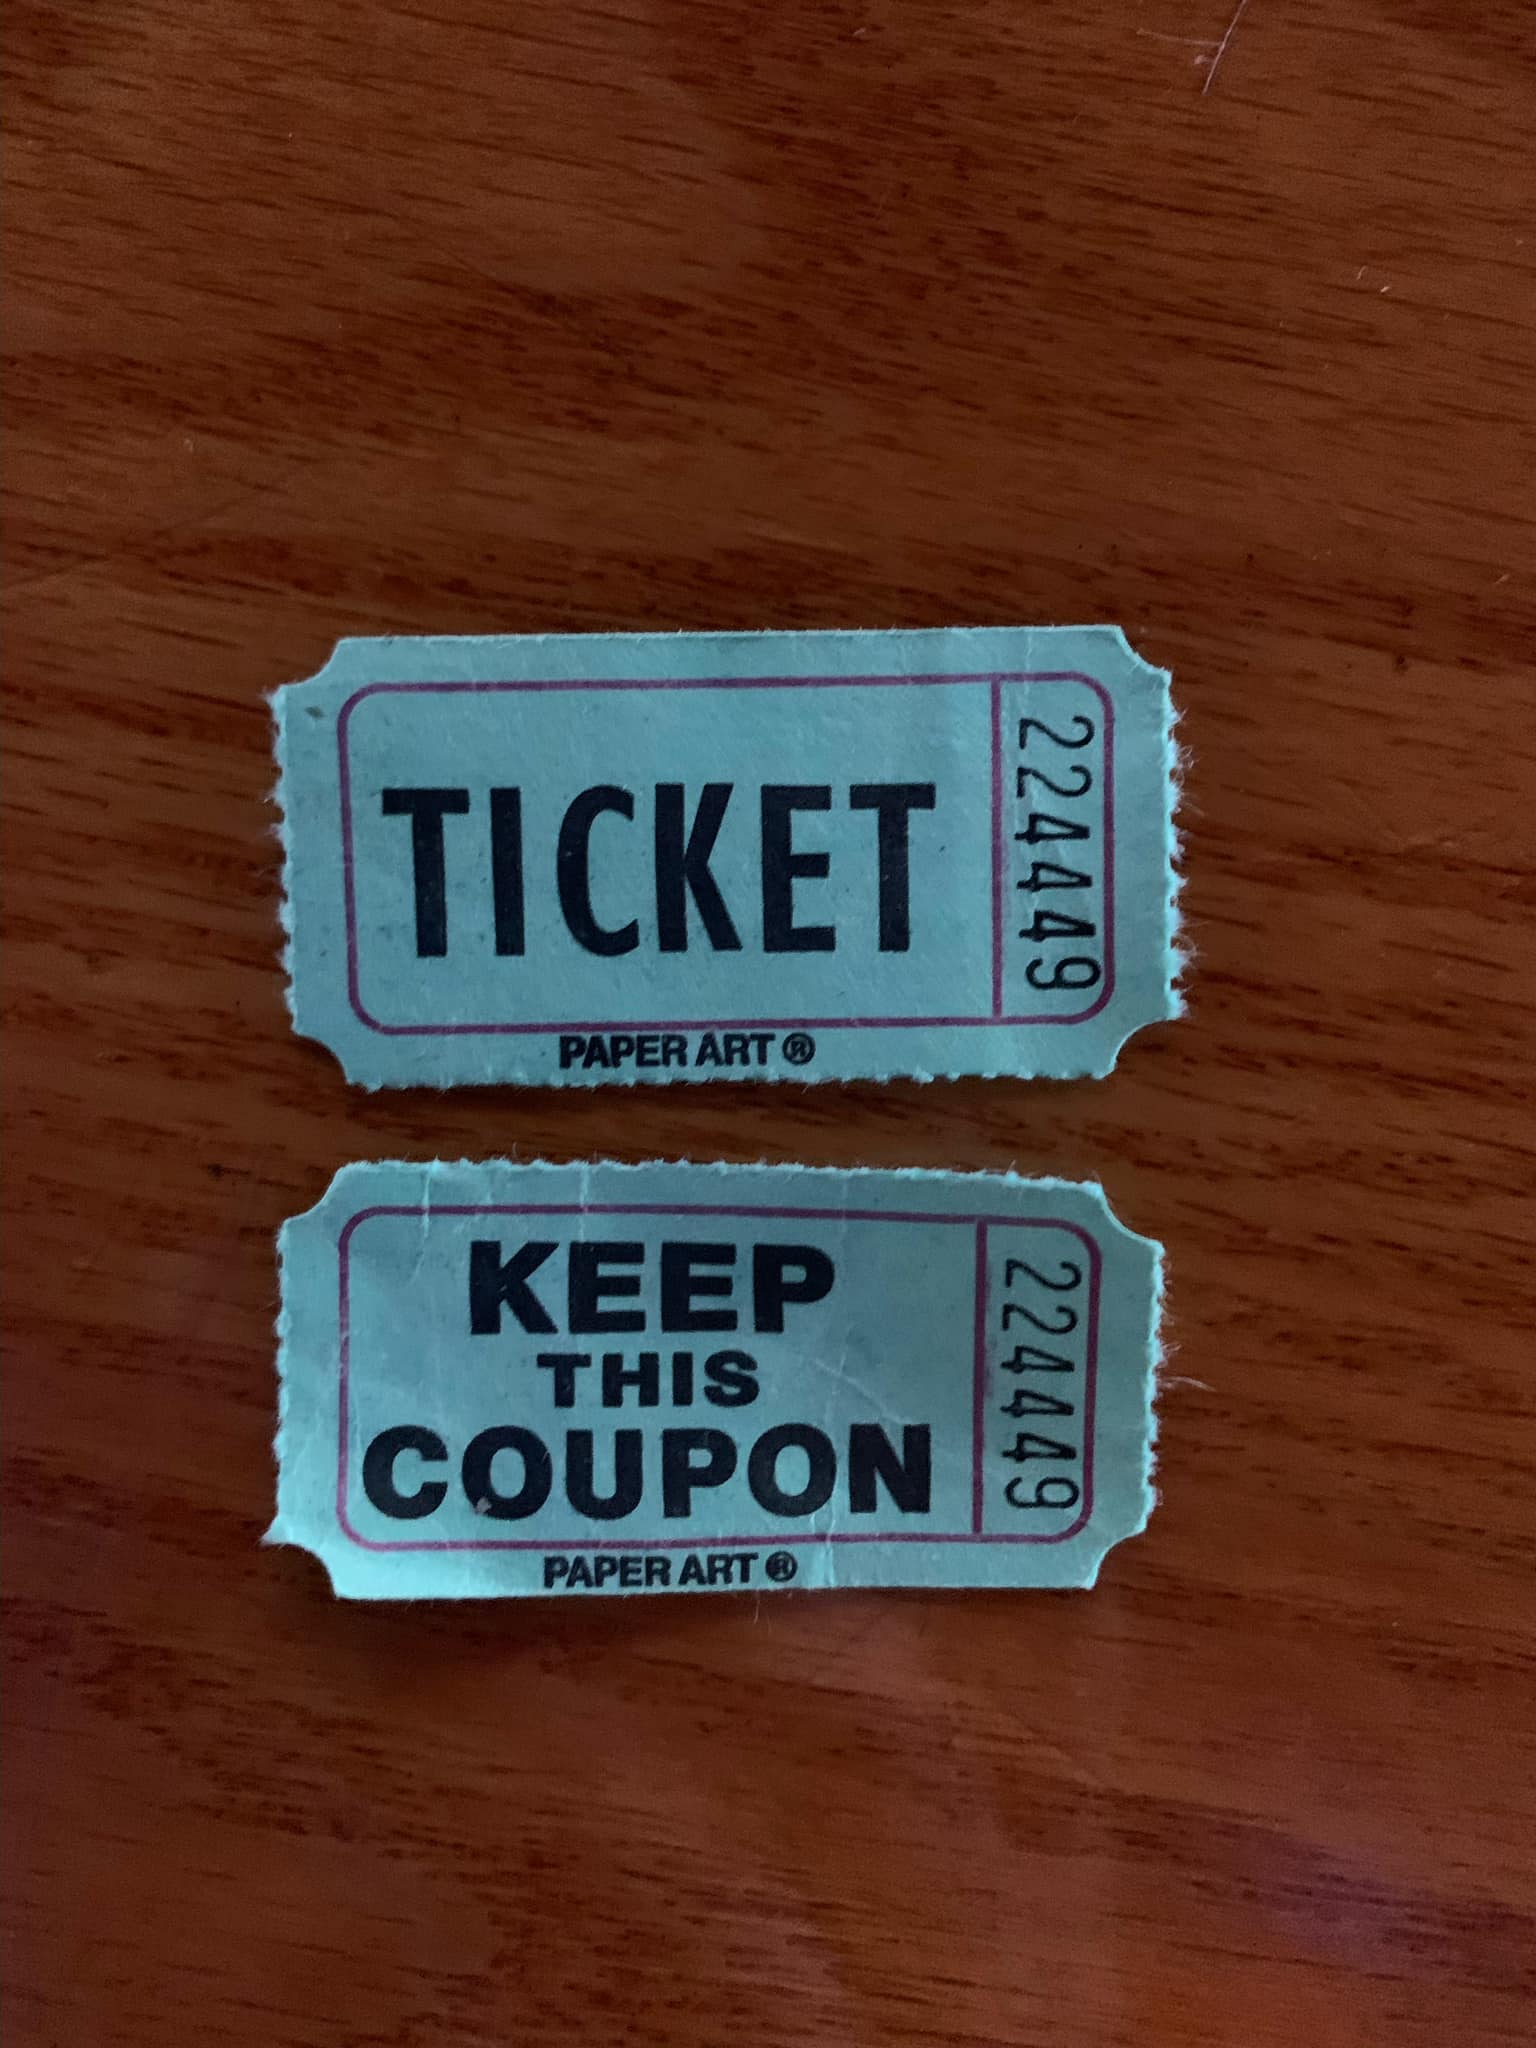 TICKET
224449
PAPER ART ®
KEEP
THIS
COUPON
224449
PAPER ART ®